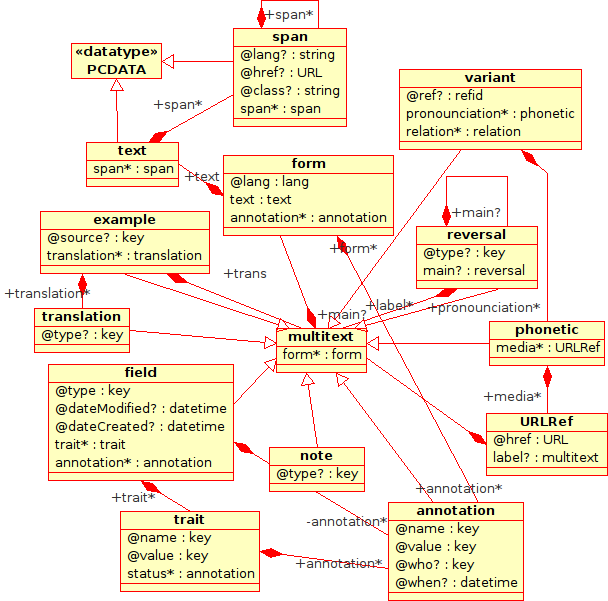 +span*
span
@lang? : string
@href? : URL
@class? : string
span* : span
«datatype»
PCDATA
+span*
variant
@ref? : refid
pronounciation* : phonetic
relation* : relation
text
span* : span
+text
form
@lang : lang
text : text
annotation* : annotation
+form*
example
@source? : key
translation* : translation
+trans
+main?
reversal
@type? : key
main? : reversal
+translation*
translation
@type? : key
+main?
+label*
+pronounciation*
multitext
form* : form
phonetic
media* : URLRef
+media*
field
@type : key
@dateModified? : datetime
@dateCreated? : datetime
trait* : trait
annotation* : annotation
URLRef
@href : URL
label? : multitext
note
@type? : key
+trait*
+annotation*
-annotation*
trait
@name : key
@value : key
status* : annotation
+annotation*
annotation
@name : key
@value : key
@who? : key
@when? : datetime